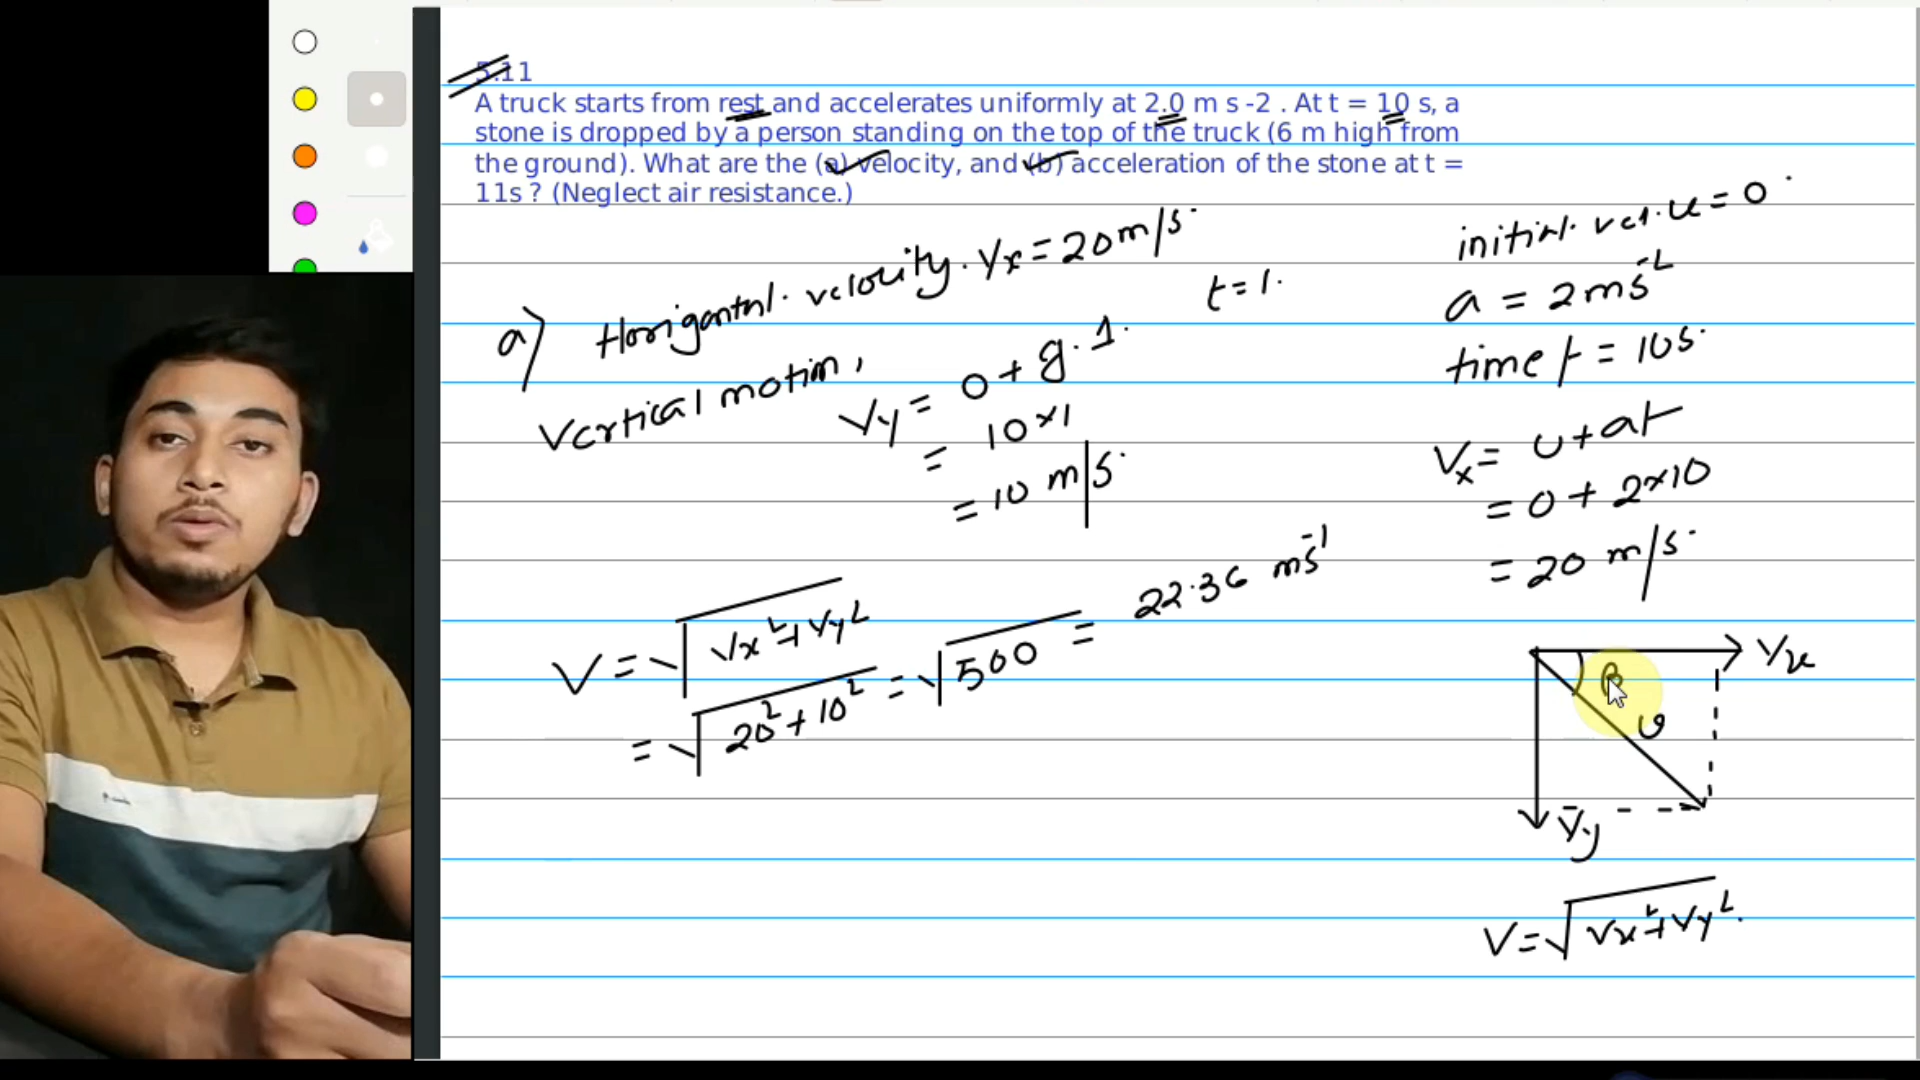 5.11
A truck starts from rest and accelerates uniformly at 2.0 m s -2 . At t = 10 s, a
stone is dropped by a person standing on the top of the truck (6 m high from
the ground). What are the (a) velocity, and (b) acceleration of the stone at t =
11s ? (Neglect air resistance.)
a) Horizontal. velocity. Vx = 20 m/s.
t = 1.
Vertical motion,
Vy = 0 + g. 1.
= 10 × 1
= 10 m/s.
V = √Vx² + Vy²
= √20² + 10² = √500 = 22.36 ms⁻¹
initial. vel. u = 0
a = 2 ms⁻²
time t = 10s.
Vx = u + at
= 0 + 2×10
= 20 m/s.
Vx
β
v
Vy
V = √Vx² + Vy².